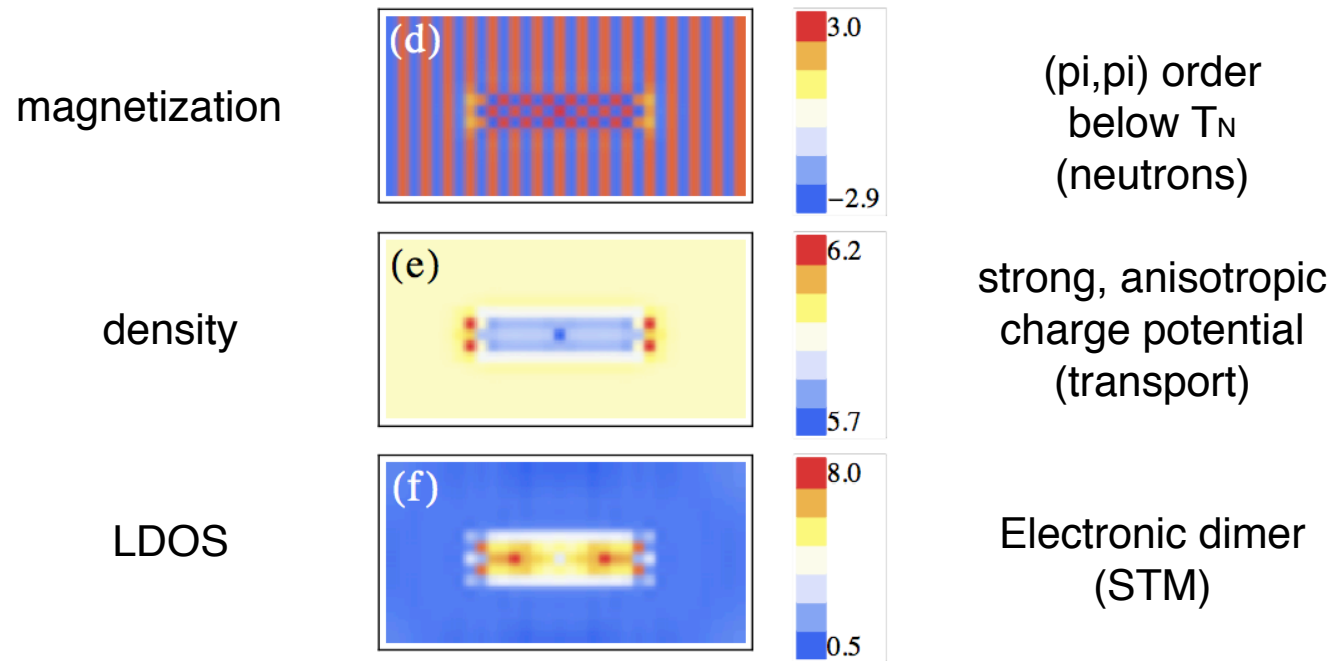 magnetization
(d)
3.0
−2.9
(pi,pi) order
below TN
(neutrons)
density
(e)
6.2
5.7
strong, anisotropic
charge potential
(transport)
LDOS
(f)
8.0
0.5
Electronic dimer
(STM)